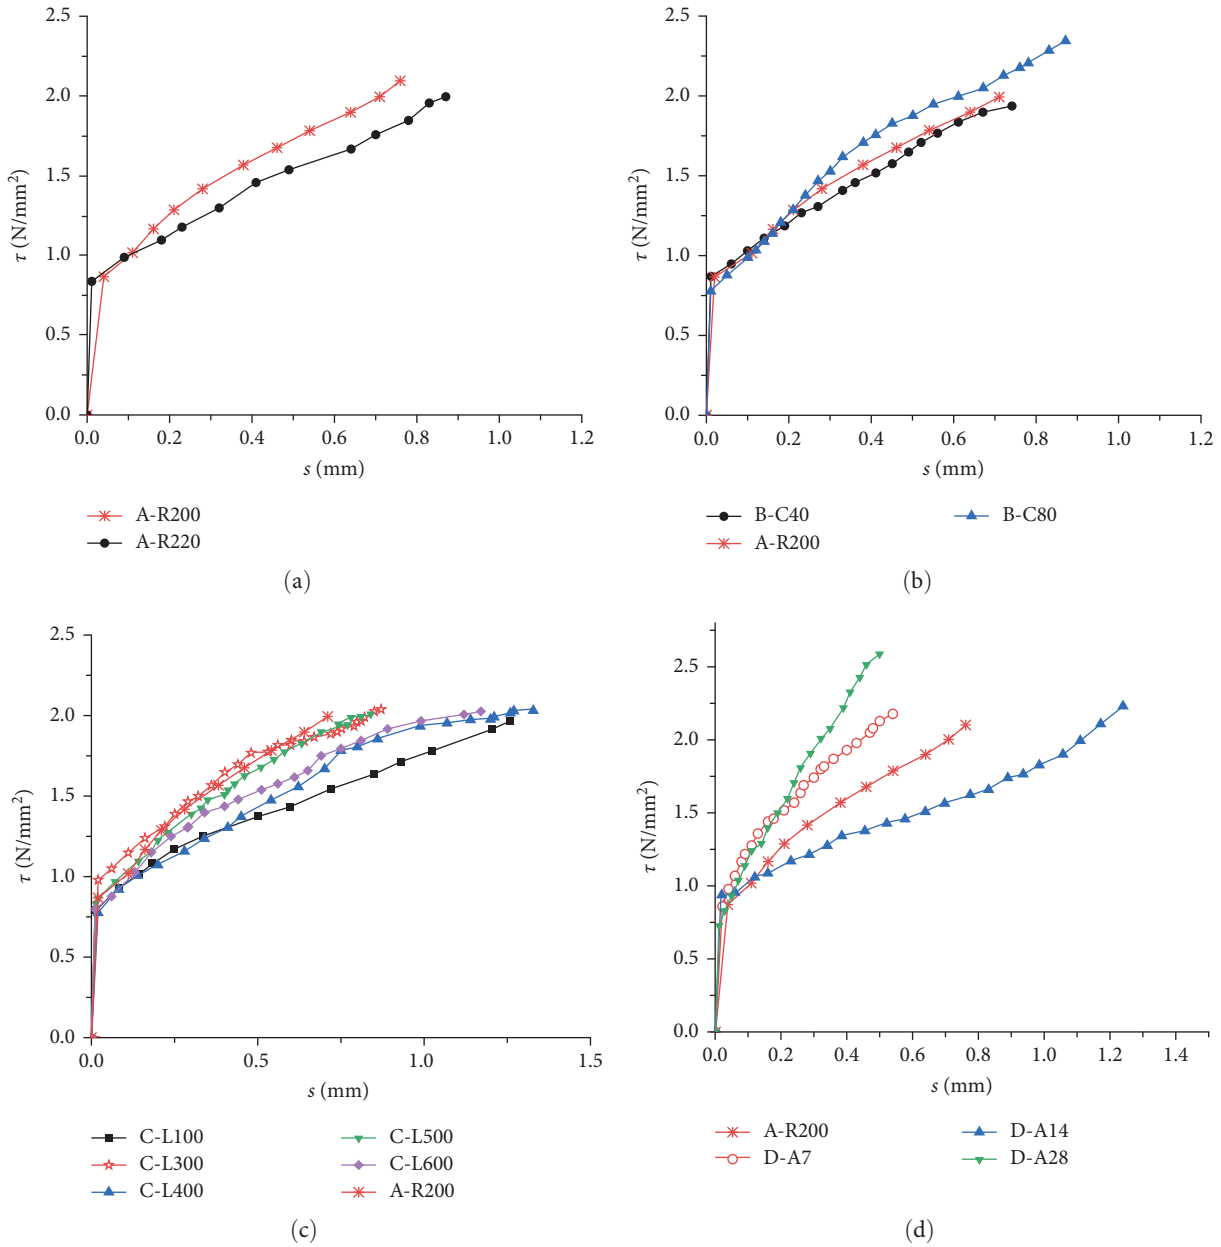 2.5
2.0
1.5
1.0
0.5
0.0
τ (N/mm²)
0.0 0.2 0.4 0.6 0.8 1.0 1.2
s (mm)
A-R200
A-R220
(a)
2.5
2.0
1.5
1.0
0.5
0.0
τ (N/mm²)
0.0 0.2 0.4 0.6 0.8 1.0 1.2
s (mm)
B-C40 B-C80
A-R200
(b)
2.5
2.0
1.5
1.0
0.5
0.0
τ (N/mm²)
0.0 0.5 1.0 1.5
s (mm)
C-L100 C-L500
C-L300 C-L600
C-L400 A-R200
(c)
2.5
2.0
1.5
1.0
0.5
0.0
τ (N/mm²)
0.0 0.2 0.4 0.6 0.8 1.0 1.2 1.4
s (mm)
A-R200 D-A14
D-A7 D-A28
(d)